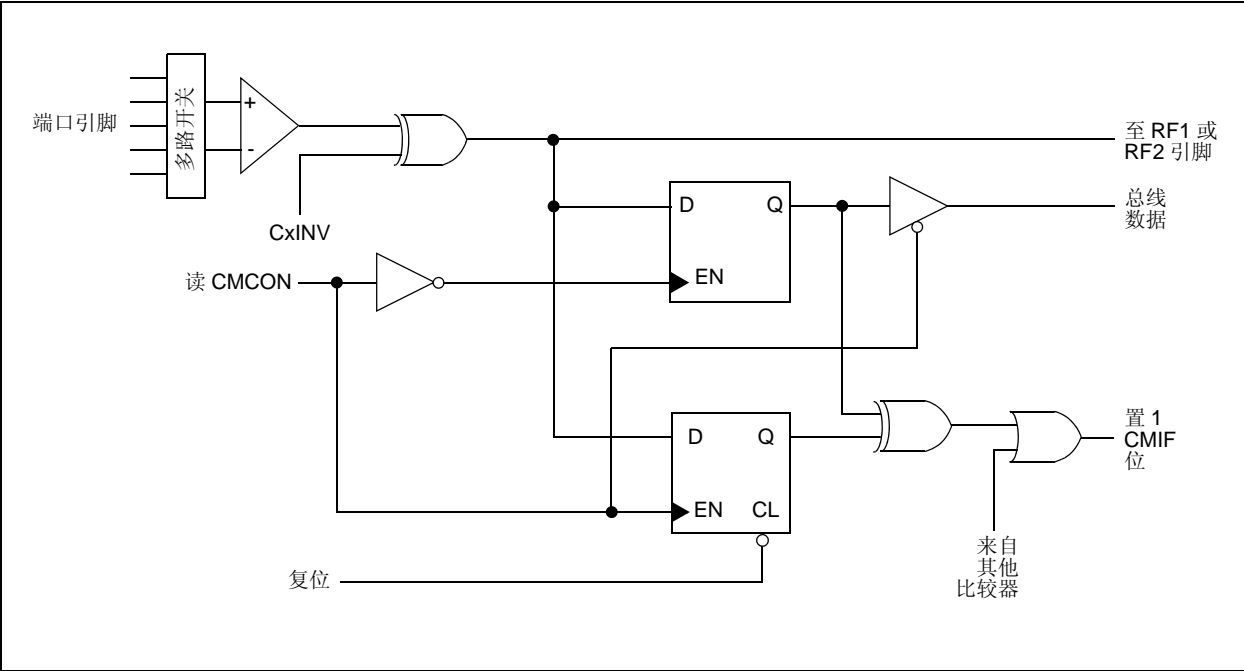 端口引脚
多路开关
+
-
CxINV
至 RF1 或
RF2 引脚
D
Q
EN
总线
数据
读 CMCON
D
Q
EN
CL
置 1
CMIF
位
来自
其他
比较器
复位